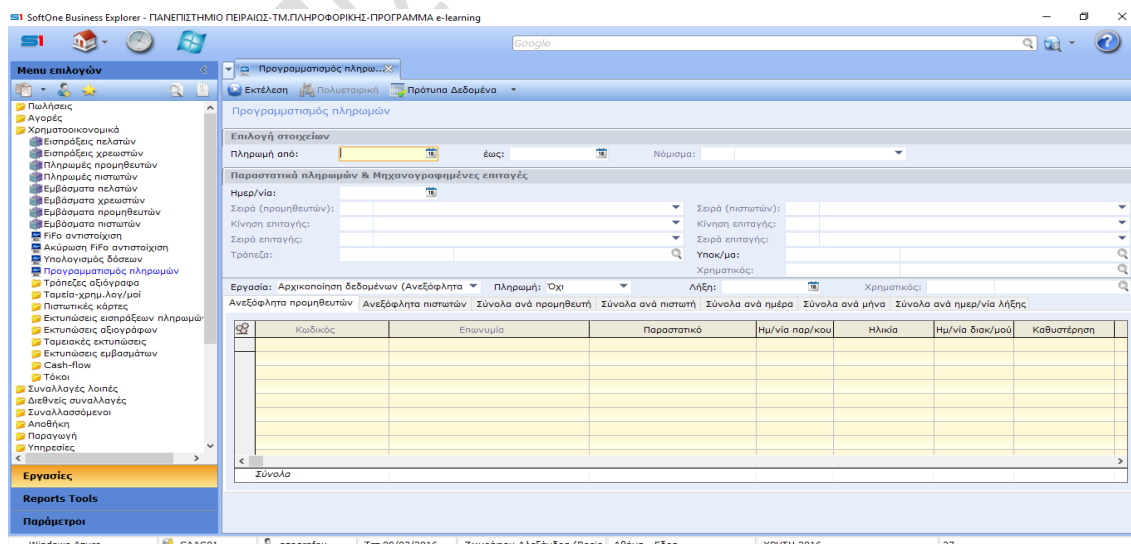 S1 SoftOne Business Explorer - ΠΑΝΕΠΙΣΤΗΜΙΟ ΠΕΙΡΑΙΩΣ-ΤΜ.ΠΛΗΡΟΦΟΡΙΚΗΣ-ΠΡΟΓΡΑΜΜΑ e-learning
S1
Google
Menu επιλογών
Προγραμματισμός πληρω...
Εκτέλεση Πολυεταιρική Πρότυπα Δεδομένα
Πωλήσεις
Αγορές
Χρηματοοικονομικά
Εισπράξεις πελατών
Εισπράξεις χρεωστών
Πληρωμές προμηθευτών
Πληρωμές πιστωτών
Εμβάσματα πελατών
Εμβάσματα χρεωστών
Εμβάσματα προμηθευτών
Εμβάσματα πιστωτών
FiFo αντιστοίχιση
Ακύρωση FiFo αντιστοίχιση
Υπολογισμός δόσεων
Προγραμματισμός πληρωμών
Τράπεζες αξιόγραφα
Ταμεία-χρημ.λογ/μοί
Πιστωτικές κάρτες
Εκτυπώσεις εισπράξεων πληρωμώ
Εκτυπώσεις αξιογράφων
Ταμειακές εκτυπώσεις
Εκτυπώσεις εμβασμάτων
Cash-flow
Τόκοι
Συναλλαγές λοιπές
Διεθνείς συναλλαγές
Συναλλασσόμενοι
Αποθήκη
Παραγωγή
Υπηρεσίες
Εργασίες
Reports Tools
Παράμετροι
Προγραμματισμός πληρωμών
Επιλογή στοιχείων
Πληρωμή από: έως: Νόμισμα:
Παραστατικά πληρωμών & Μηχανογραφημένες επιταγές
Ημερ/νία:
Σειρά (προμηθευτών): Σειρά (πιστωτών):
Κίνηση επιταγής: Κίνηση επιταγής:
Σειρά επιταγής: Σειρά επιταγής:
Τράπεζα: Υποκ/μα:
Χρηματικός:
Εργασία: Αρχικοποίηση δεδομένων (Ανεξόφλητα Πληρωμή: Όχι Λήξη: Χρηματικός:
Ανεξόφλητα προμηθευτών Ανεξόφλητα πιστωτών Σύνολα ανά προμηθευτή Σύνολα ανά πιστωτή Σύνολα ανά ημέρα Σύνολα ανά μήνα Σύνολα ανά ημερ/νία λήξης
Κωδικός Επωνυμία Παραστατικό Ημ/νία παρ/κου Ηλικία Ημ/νία διακ/μού Καθυστέρηση
Σύνολα